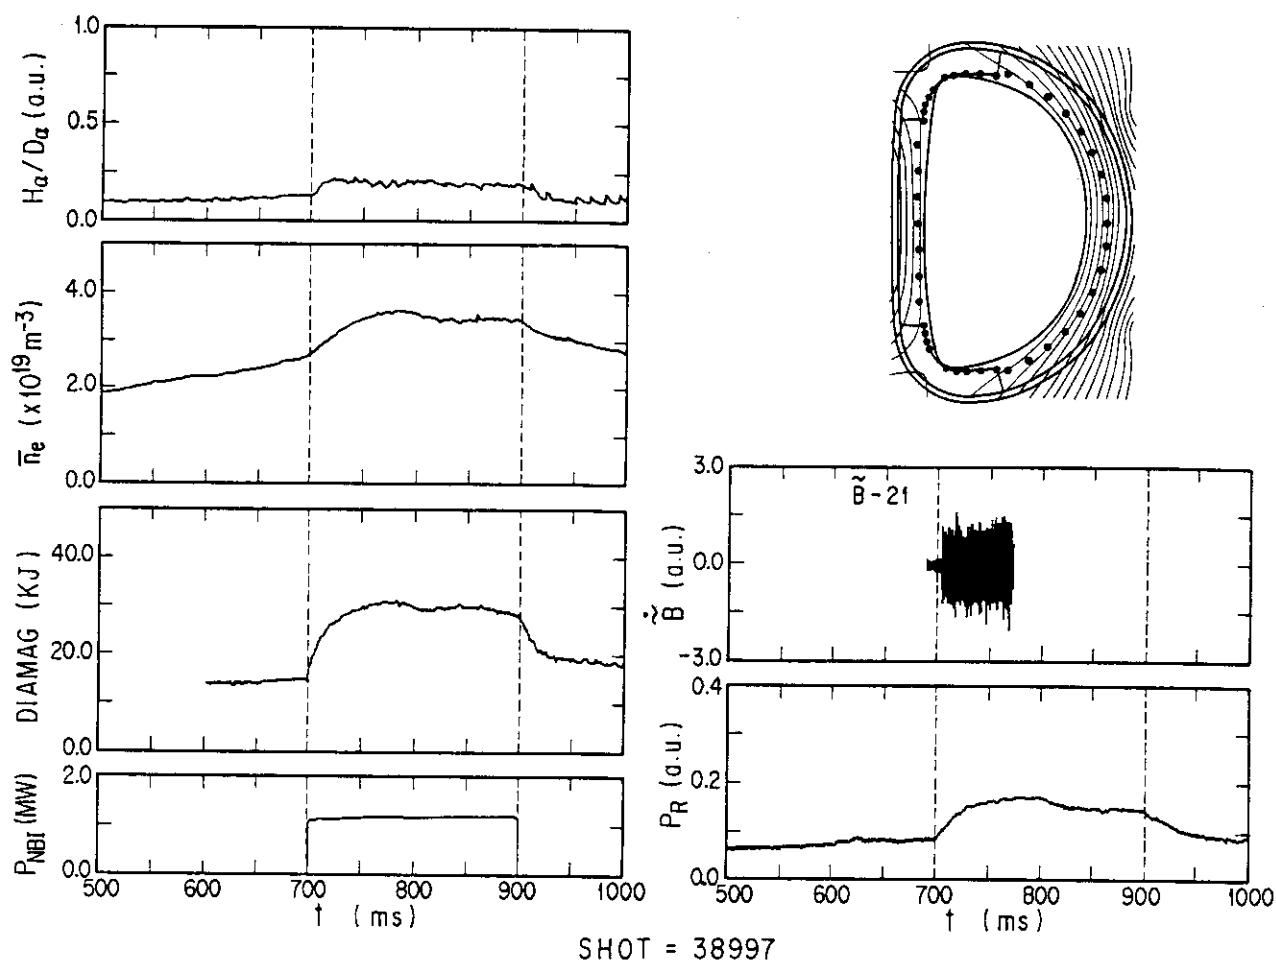 1.0
0.5
0.0
Hα/Dα (a.u.)
4.0
2.0
0.0
n̅e (x10¹⁹m⁻³)
40.0
20.0
0.0
DIAMAG (KJ)
2.0
0.0
PNBI (MW)
500 600 700 800 900 1000
t (ms)
3.0
0.0
-3.0
B̃-21
Ḃ̃ (a.u.)
0.4
0.2
0.0
PR (a.u.)
500 600 700 800 900 1000
t (ms)
SHOT = 38997